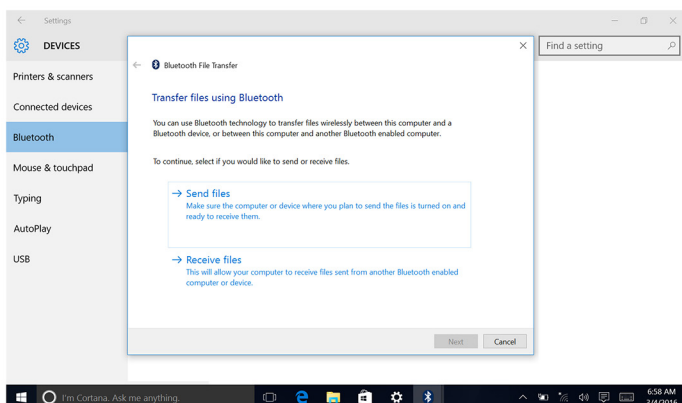 Settings
DEVICES
Find a setting
Printers & scanners
Connected devices
Bluetooth
Mouse & touchpad
Typing
AutoPlay
USB
Bluetooth File Transfer
Transfer files using Bluetooth
You can use Bluetooth technology to transfer files wirelessly between this computer and a
Bluetooth device, or between this computer and another Bluetooth enabled computer.
To continue, select if you would like to send or receive files.
Send files
Make sure the computer or device where you plan to send the files is turned on and
ready to receive them.
Receive files
This will allow your computer to receive files sent from another Bluetooth enabled
computer or device.
Next
Cancel
I'm Cortana. Ask me anything.
6:58 AM
3/4/2016